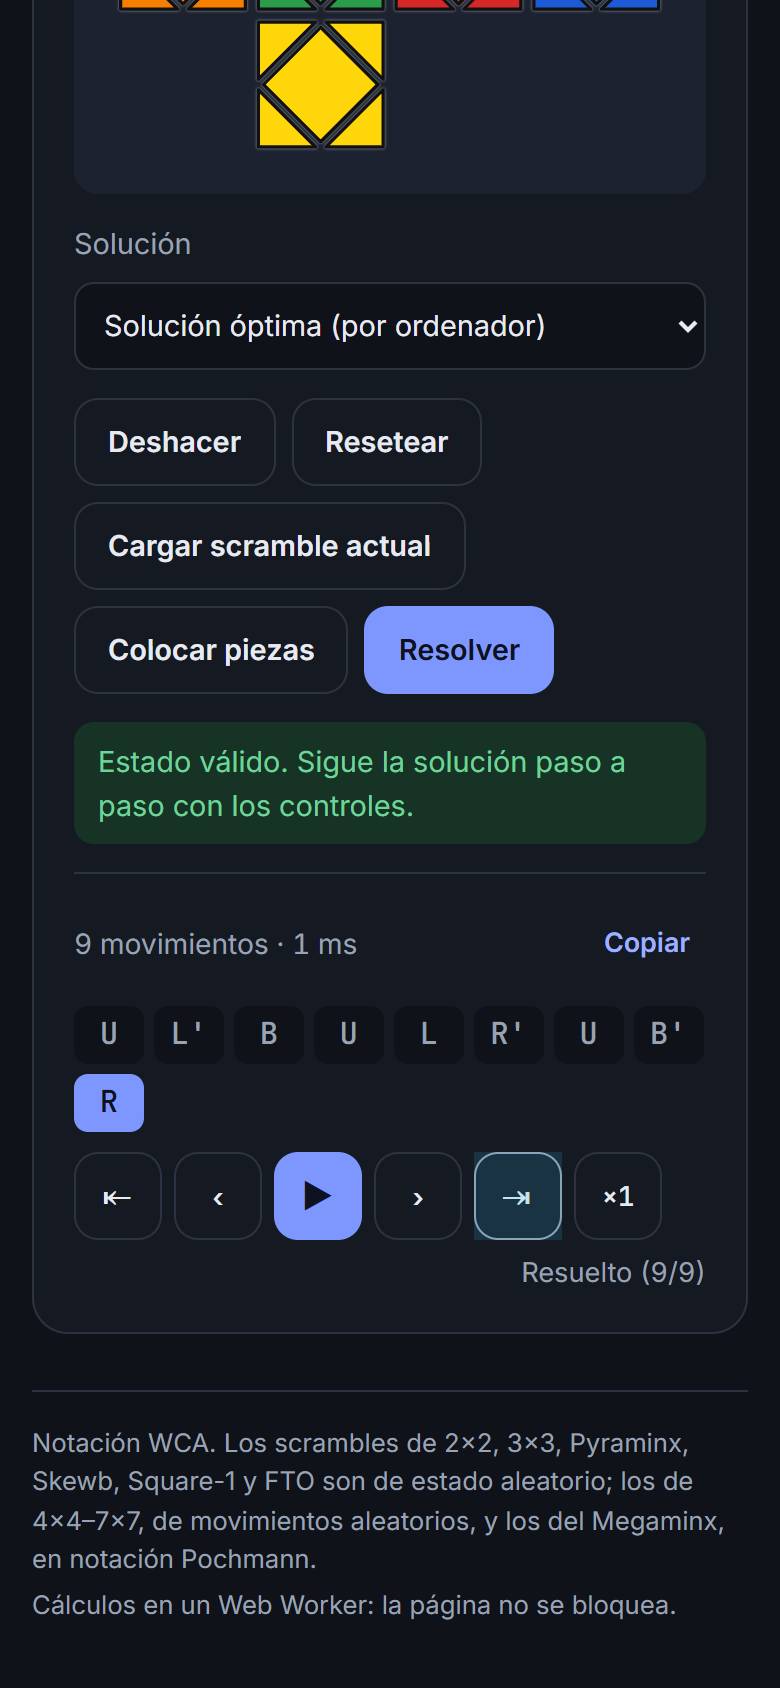 Solución
Solución óptima (por ordenador)
Deshacer
Resetear
Cargar scramble actual
Colocar piezas
Resolver
Estado válido. Sigue la solución paso a
paso con los controles.
9 movimientos · 1 ms
Copiar
U L' B U L R' U B'
R
×1
Resuelto (9/9)
Notación WCA. Los scrambles de 2×2, 3×3, Pyraminx,
Skewb, Square-1 y FTO son de estado aleatorio; los de
4×4–7×7, de movimientos aleatorios, y los del Megaminx,
en notación Pochmann.
Cálculos en un Web Worker: la página no se bloquea.